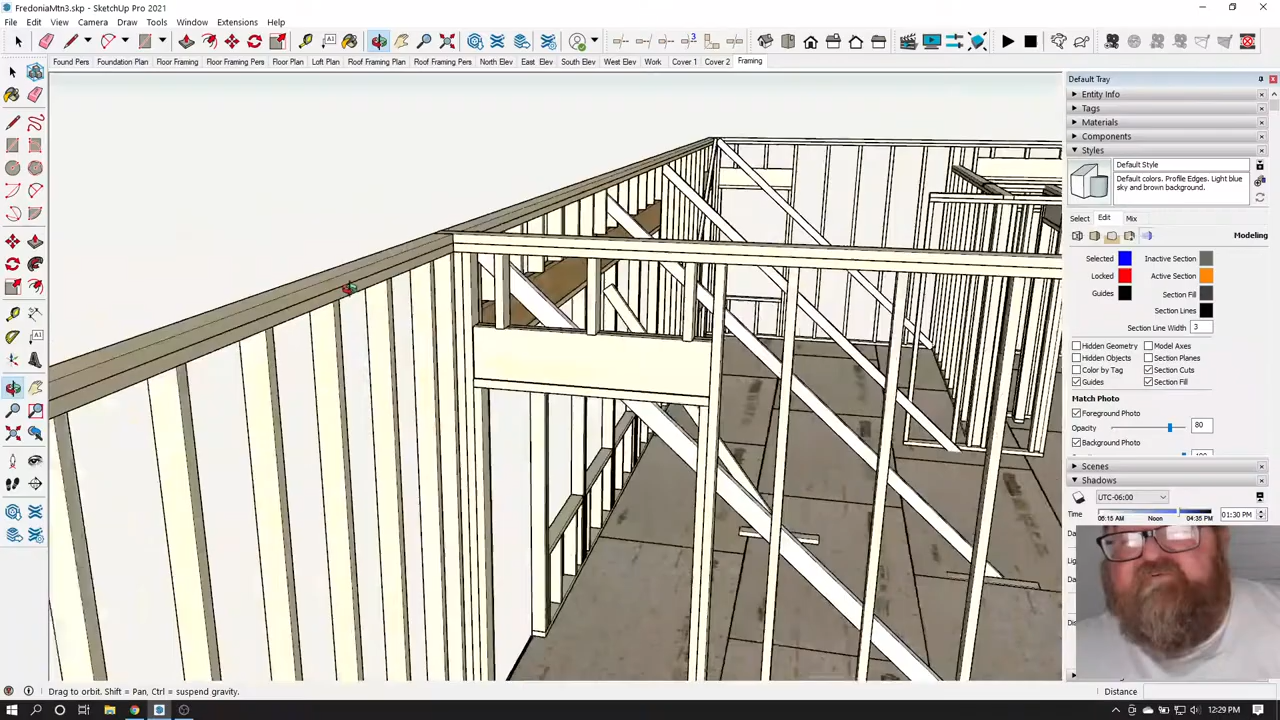 FredoniaMtn3.skp - SketchUp Pro 2021
File Edit View Camera Draw Tools Window Extensions Help
3
Found Pers Foundation Plan Floor Framing Floor Framing Pers Floor Plan Loft Plan Roof Framing Plan Roof Framing Pers North Elev East Elev South Elev West Elev Work Cover 1 Cover 2 Framing
Default Tray
Entity Info
Tags
Materials
Components
Styles
Default Style
Default colors. Profile Edges. Light blue
sky and brown background.
Select Edit Mix
Modeling
Selected Inactive Section
Locked Active Section
Guides Section Fill
Section Lines
Section Line Width 3
Hidden Geometry Model Axes
Hidden Objects Section Planes
Color by Tag Section Cuts
Guides Section Fill
Match Photo
Foreground Photo
Opacity 80
Background Photo
Scenes
Shadows
UTC-06:00
Time 06:15 AM Noon 04:35 PM 01:30 PM
Drag to orbit. Shift = Pan, Ctrl = suspend gravity.
Distance
12:29 PM